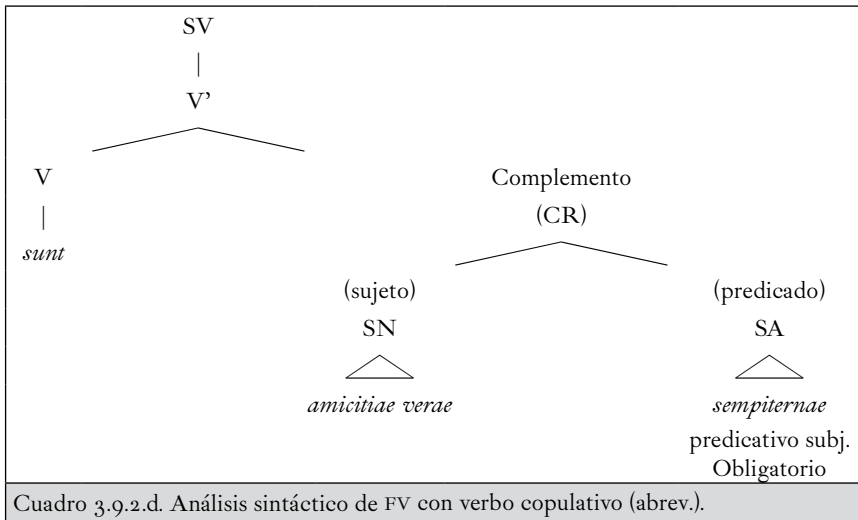 SV
V’
V Complemento
(CR)
sunt
(sujeto) (predicado)
SN SA
amicitiae verae sempiternae
predicativo subj.
Obligatorio
Cuadro 3.9.2.d. Análisis sintáctico de FV con verbo copulativo (abrev.).